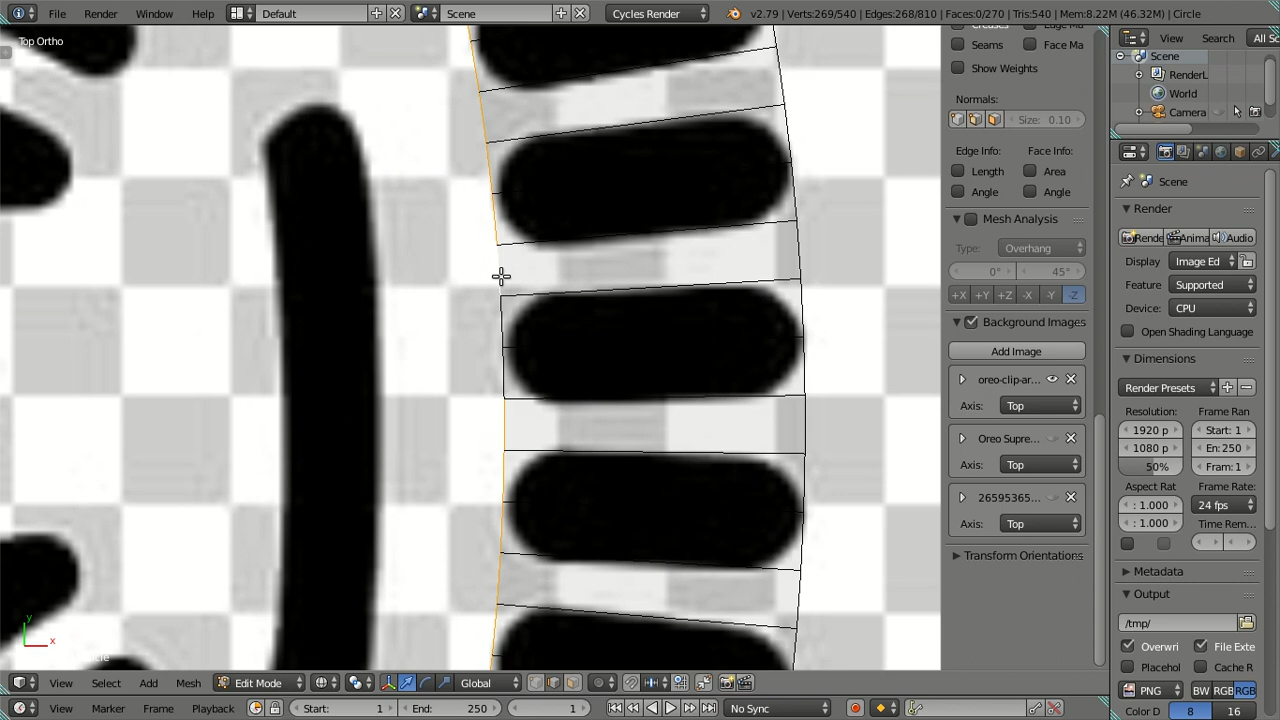 File Render Window Help Default Scene Cycles Render v2.79 | Verts:269/540 | Edges:268/810 | Faces:0/270 | Tris:540 | Mem:8.22M (46.32M) | Circle
Top Ortho
View Search All Sc
Scene
RenderL
World
Camera
Seams Face Ma
Show Weights
Normals:
Size: 0.10
Edge Info: Face Info:
Length Area
Angle Angle
Mesh Analysis
Type: Overhang
0° 45°
+X +Y +Z -X -Y -Z
Background Images
Add Image
oreo-clip-ar...
Axis: Top
Oreo Supre...
Axis: Top
26595365...
Axis: Top
Transform Orientations
Scene
Render
Rende Anima Audio
Display Image Ed
Feature Supported
Device: CPU
Open Shading Language
Dimensions
Render Presets
Resolution: Frame Ran
1920 p Start: 1
1080 p En: 250
50% Fram: 1
Aspect Rat Frame Rate:
: 1.000 24 fps
: 1.000 Time Rem...
Metadata
Output
/tmp/
Overwri File Exte
Placehol Cache R
PNG BW RGB RGB
Color D 8 16
y
x
View Select Add Mesh Edit Mode Global
View Marker Frame Playback Start: 1 End: 250 1 No Sync